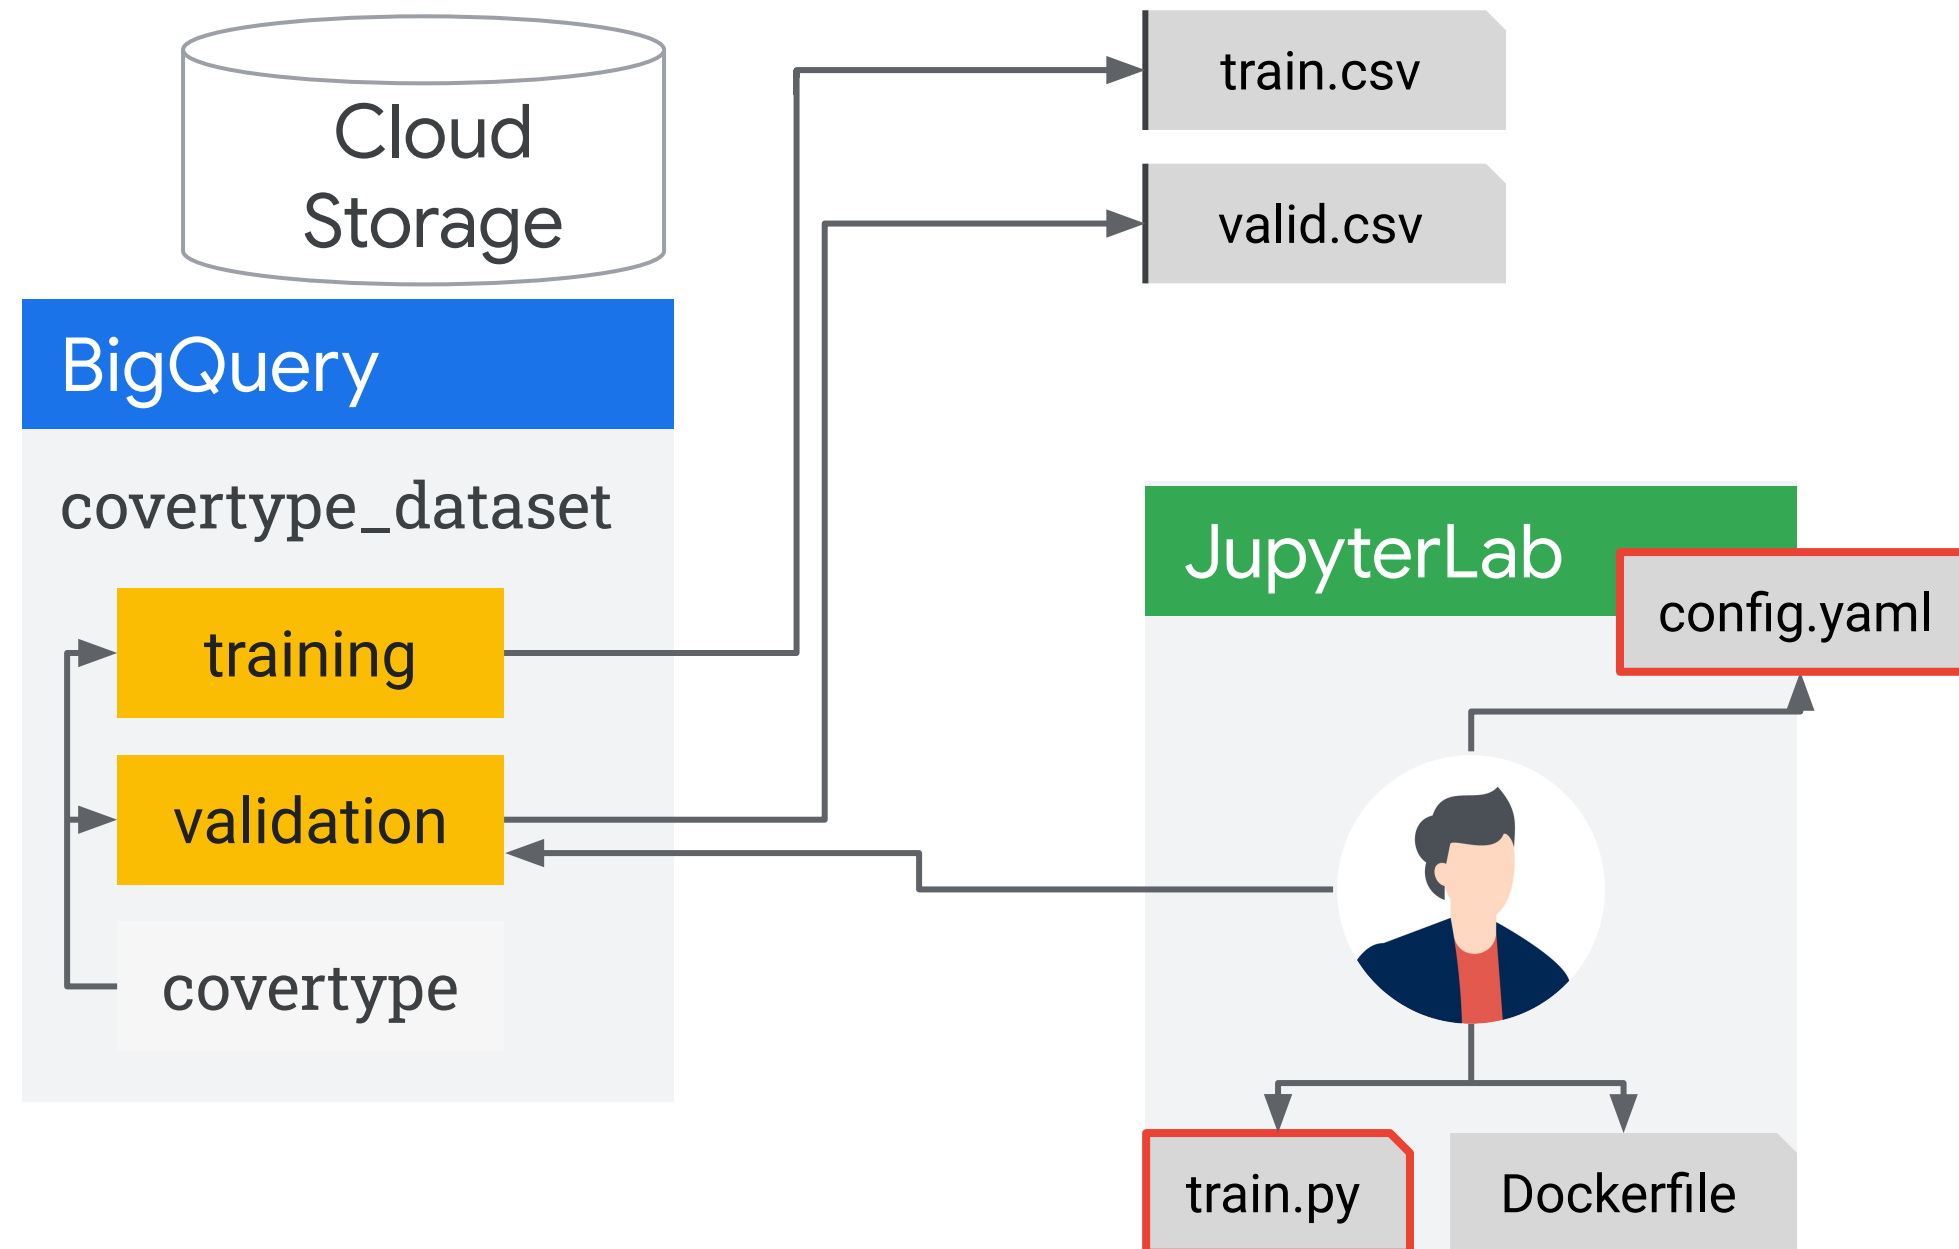 Cloud
Storage
train.csv
valid.csv
BigQuery
covertype_dataset
training
validation
covertype
JupyterLab
config.yaml
train.py
Dockerfile